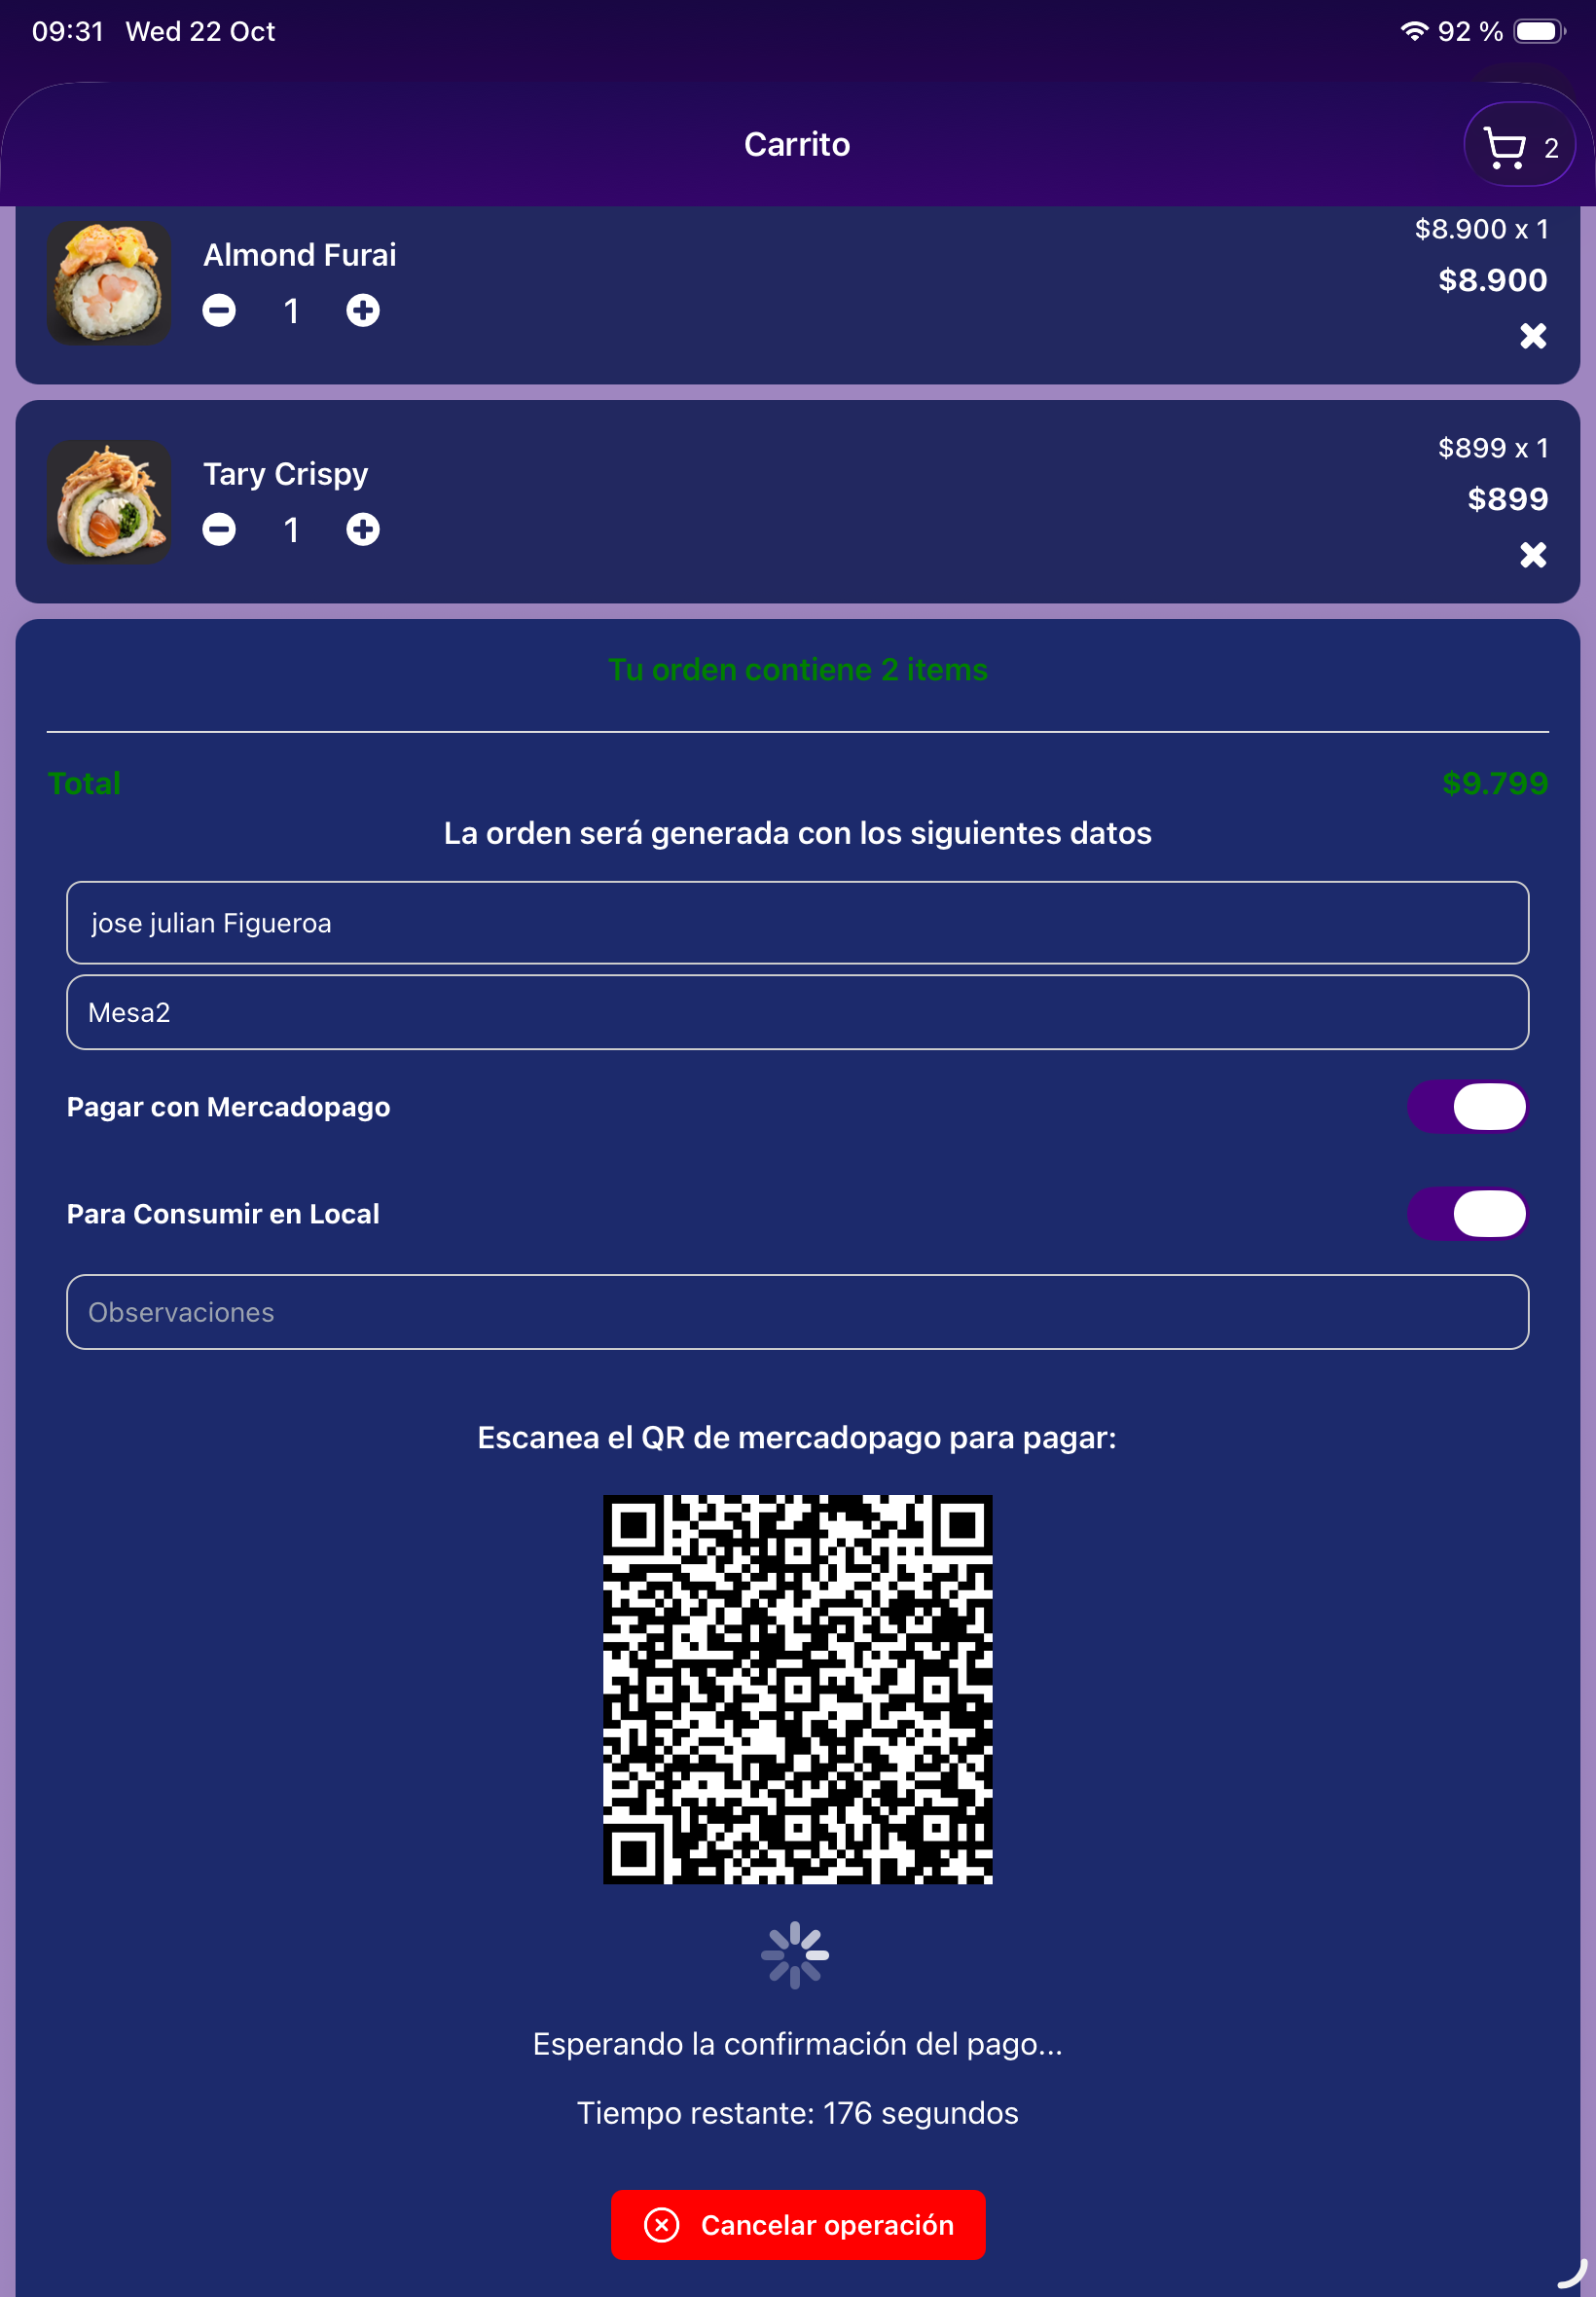 09:31 Wed 22 Oct
92 %
Carrito
2
Almond Furai
$8.900 x 1
1
$8.900
Tary Crispy
$899 x 1
1
$899
Tu orden contiene 2 items
Total
$9.799
La orden será generada con los siguientes datos
jose julian Figueroa
Mesa2
Pagar con Mercadopago
Para Consumir en Local
Observaciones
Escanea el QR de mercadopago para pagar:
Esperando la confirmación del pago...
Tiempo restante: 176 segundos
Cancelar operación